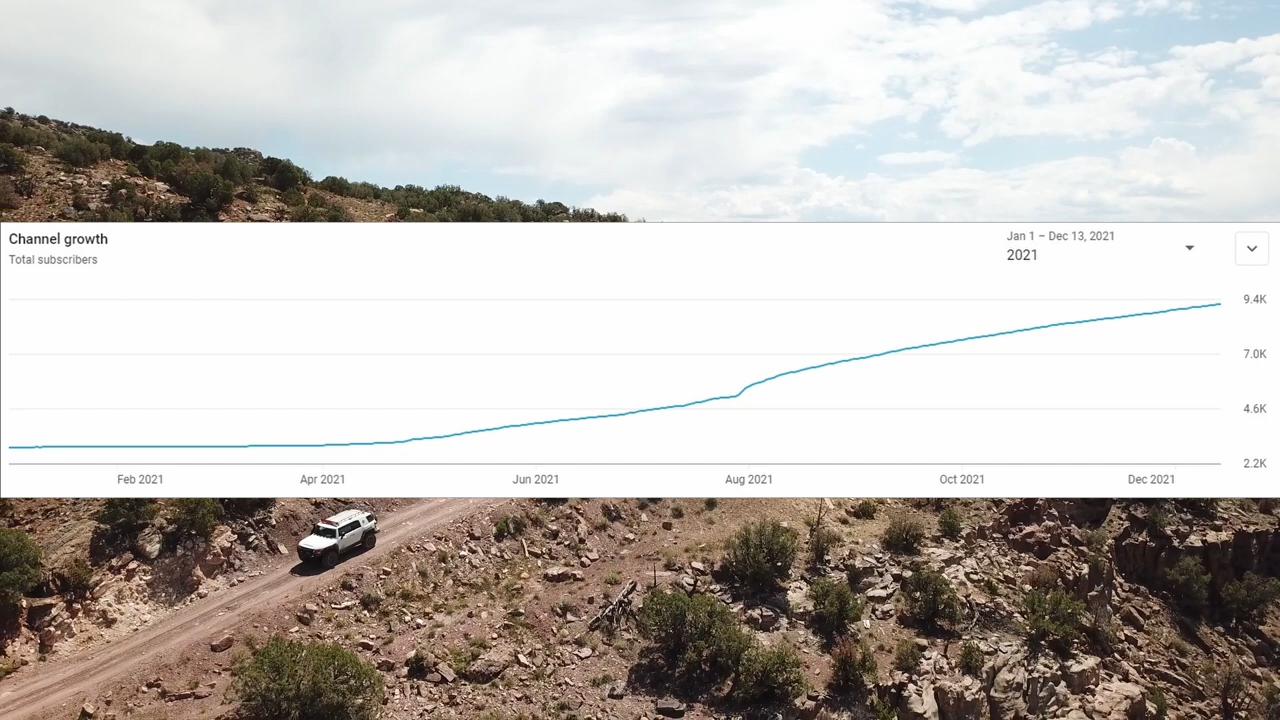 Channel growth
Total subscribers
Jan 1 – Dec 13, 2021
2021
9.4K
7.0K
4.6K
2.2K
Feb 2021 Apr 2021 Jun 2021 Aug 2021 Oct 2021 Dec 2021